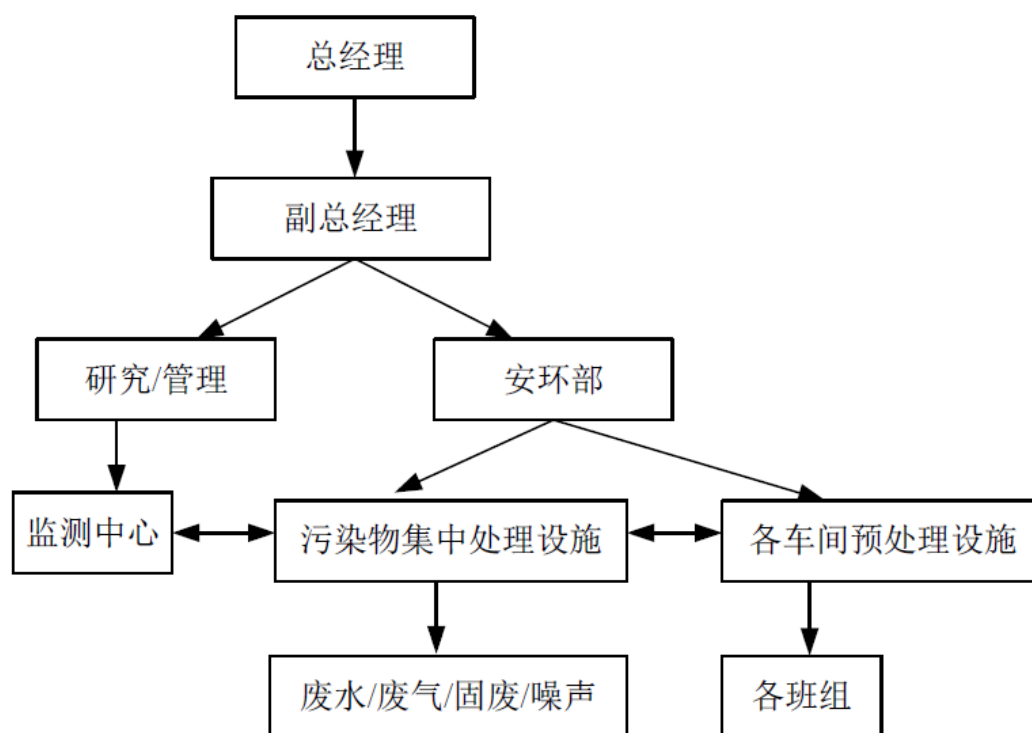 总经理
副总经理
研究/管理
安环部
监测中心
污染物集中处理设施
各车间预处理设施
废水/废气/固废/噪声
各班组